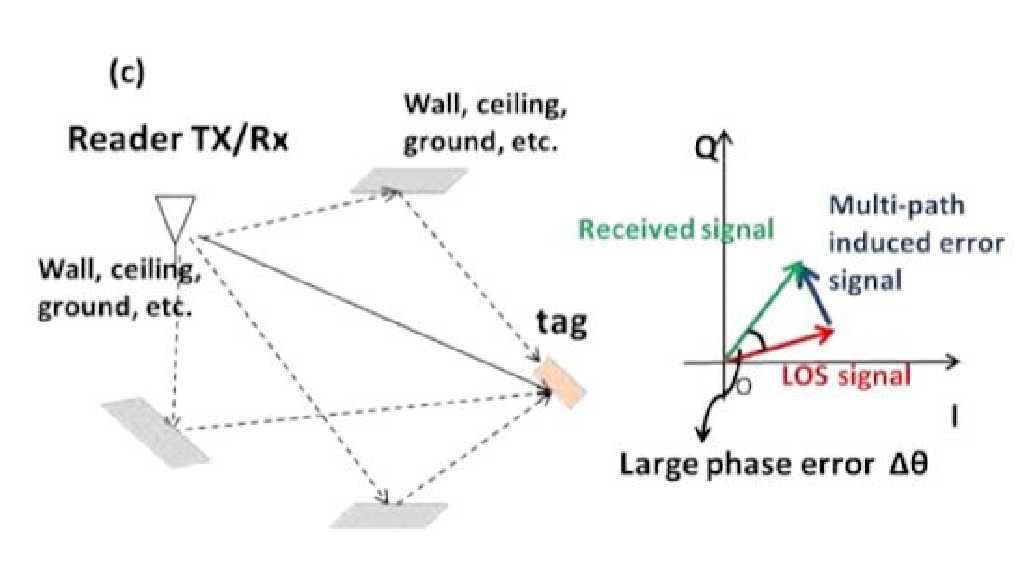 (c)
Reader TX/Rx
Wall, ceiling,
ground, etc.
Wall, ceiling,
ground, etc.
tag
Q
Received signal
Multi-path
induced error
signal
LOS signal
O
I
Large phase error Δθ